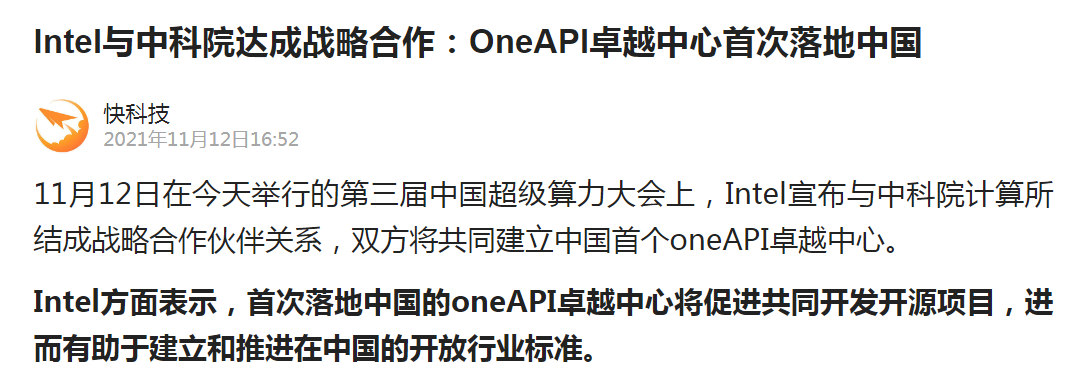 Intel与中科院达成战略合作：OneAPI卓越中心首次落地中国
快科技
2021年11月12日16:52
11月12日在今天举行的第三届中国超级算力大会上，Intel宣布与中科院计算所
结成战略合作伙伴关系，双方将共同建立中国首个oneAPI卓越中心。
Intel方面表示，首次落地中国的oneAPI卓越中心将促进共同开发开源项目，进
而有助于建立和推进在中国的开放行业标准。